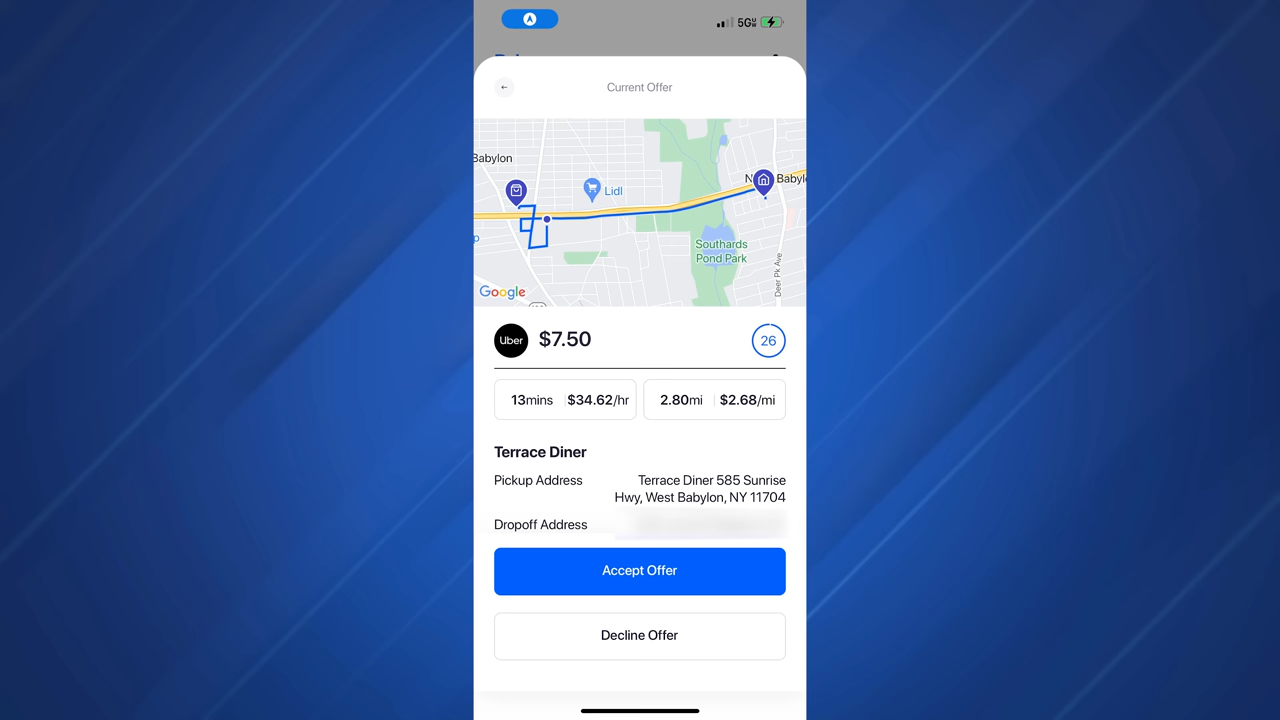 5G
Current Offer
Babylon
Lidl
Southards
Pond Park
Deer Pk Ave
Google
Uber
$7.50
26
13mins
$34.62/hr
2.80mi
$2.68/mi
Terrace Diner
Pickup Address
Terrace Diner 585 Sunrise
Hwy, West Babylon, NY 11704
Dropoff Address
Accept Offer
Decline Offer